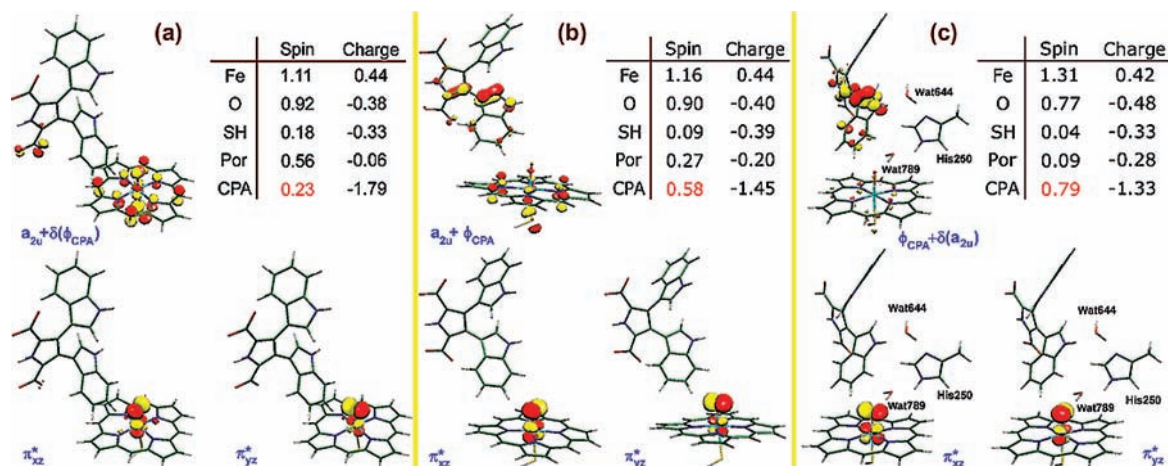 (a)
Spin Charge
Fe 1.11 0.44
O 0.92 -0.38
SH 0.18 -0.33
Por 0.56 -0.06
CPA 0.23 -1.79
a2u+δ(ϕCPA)
π*xz
π*yz
(b)
Spin Charge
Fe 1.16 0.44
O 0.90 -0.40
SH 0.09 -0.39
Por 0.27 -0.20
CPA 0.58 -1.45
a2u+ ϕCPA
π*xz
π*yz
(c)
Spin Charge
Fe 1.31 0.42
O 0.77 -0.48
SH 0.04 -0.33
Por 0.09 -0.28
CPA 0.79 -1.33
Wat644
His250
Wat789
ϕCPA+δ(a2u)
Wat644
His250
Wat789
π*xz
Wat644
His250
Wat789
π*yz